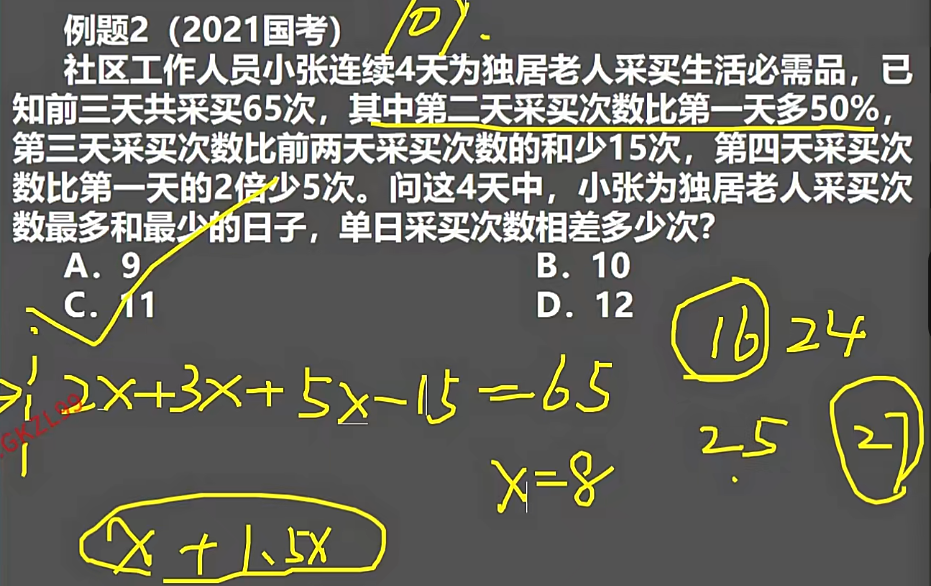 例题2（2021国考）
D.
社区工作人员小张连续4天为独居老人采买生活必需品，已
知前三天共采买65次，其中第二天采买次数比第一天多50%，
第三天采买次数比前两天采买次数的和少15次，第四天采买次
数比第一天的2倍少5次。问这4天中，小张为独居老人采买次
数最多和最少的日子，单日采买次数相差多少次？
A．9
B．10
C．11
D．12
16 24
2x+3x+5x-15=65
25 27
x=8
x+1.5x